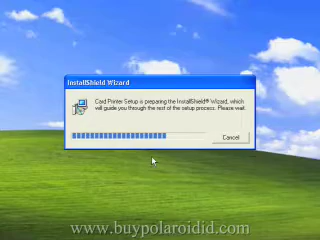 InstallShield Wizard
Card Printer Setup is preparing the InstallShield® Wizard, which
will guide you through the rest of the setup process. Please wait.
Cancel
www.buypolaroidid.com